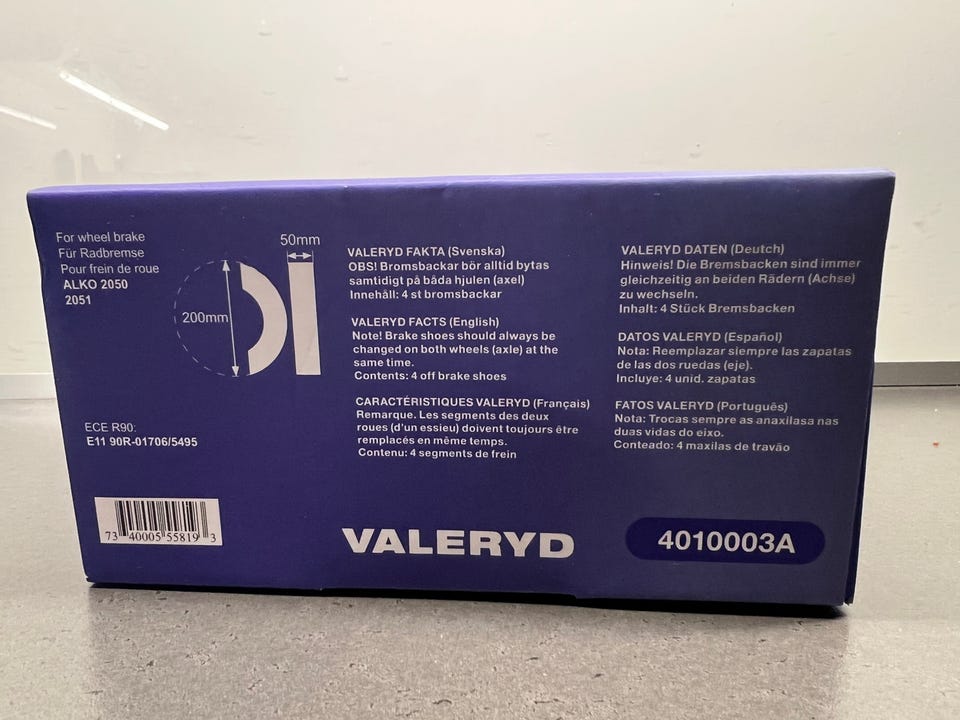 For wheel brake
Für Radbremse
Pour frein de roue
ALKO 2050
2051
50mm
200mm
ECE R90:
E11 90R-01706/5495
73 40005 55819 3
VALERYD FAKTA (Svenska)
OBS! Bromsbackar bör alltid bytas
samtidigt på båda hjulen (axel)
Innehåll: 4 st bromsbackar
VALERYD FACTS (English)
Note! Brake shoes should always be
changed on both wheels (axle) at the
same time.
Contents: 4 off brake shoes
CARACTÉRISTIQUES VALERYD (Français)
Remarque. Les segments des deux
roues (d'un essieu) doivent toujours être
remplacés en même temps.
Contenu: 4 segments de frein
VALERYD DATEN (Deutch)
Hinweis! Die Bremsbacken sind immer
gleichzeitig an beiden Rädern (Achse)
zu wechseln.
Inhalt: 4 Stück Bremsbacken
DATOS VALERYD (Español)
Nota: Reemplazar siempre las zapatas
de las dos ruedas (eje).
Incluye: 4 unid. zapatas
FATOS VALERYD (Português)
Nota: Trocas sempre as anaxilasa nas
duas vidas do eixo.
Conteado: 4 maxilas de travão
VALERYD
4010003A